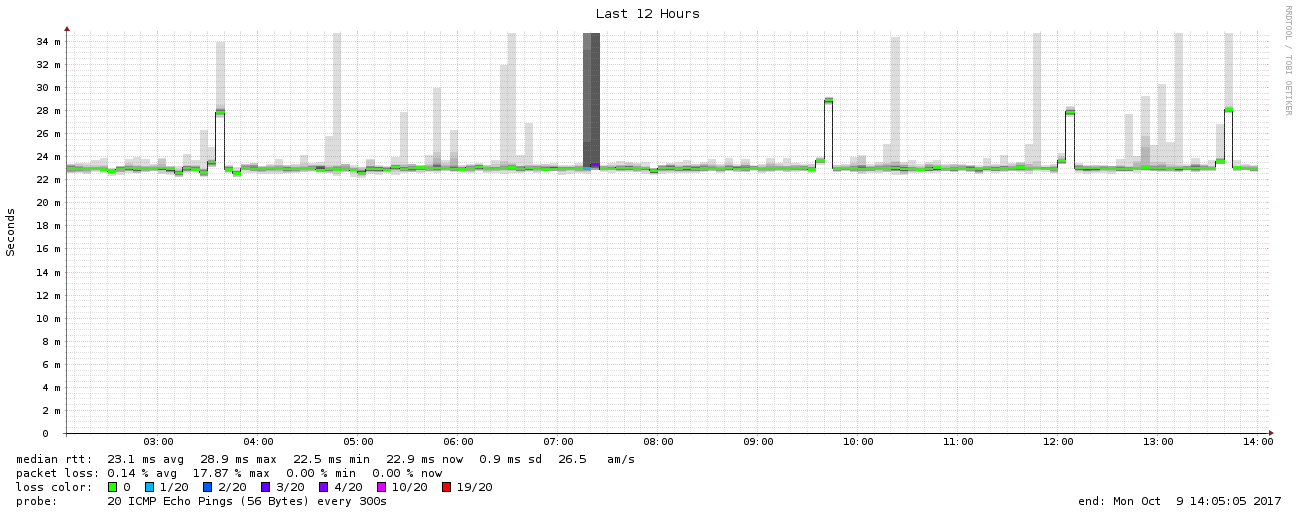 Last 12 Hours
RRDTOOL / TOBI OETIKER
Seconds
34 m
32 m
30 m
28 m
26 m
24 m
22 m
20 m
18 m
16 m
14 m
12 m
10 m
8 m
6 m
4 m
2 m
0
03:00 04:00 05:00 06:00 07:00 08:00 09:00 10:00 11:00 12:00 13:00 14:00
median rtt: 23.1 ms avg 28.9 ms max 22.5 ms min 22.9 ms now 0.9 ms sd 26.5 am/s
packet loss: 0.14 % avg 17.87 % max 0.00 % min 0.00 % now
loss color: 0 1/20 2/20 3/20 4/20 10/20 19/20
probe: 20 ICMP Echo Pings (56 Bytes) every 300s end: Mon Oct 9 14:05:05 2017